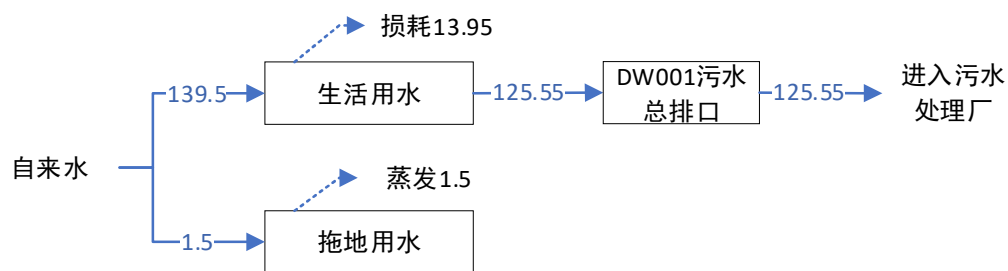 损耗13.95
139.5
生活用水
125.55
DW001污水
总排口
125.55
进入污水
处理厂
自来水
蒸发1.5
1.5
拖地用水